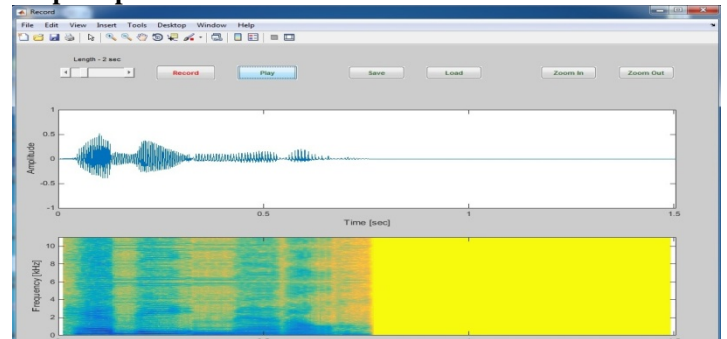 Record
File Edit View Insert Tools Desktop Window Help
Length - 2 sec
Record Play Save Load Zoom In Zoom Out
1
0.5
0
-0.5
-1
Amplitude
0 0.5 1 1.5
Time [sec]
10
8
6
4
2
0
Frequency [kHz]